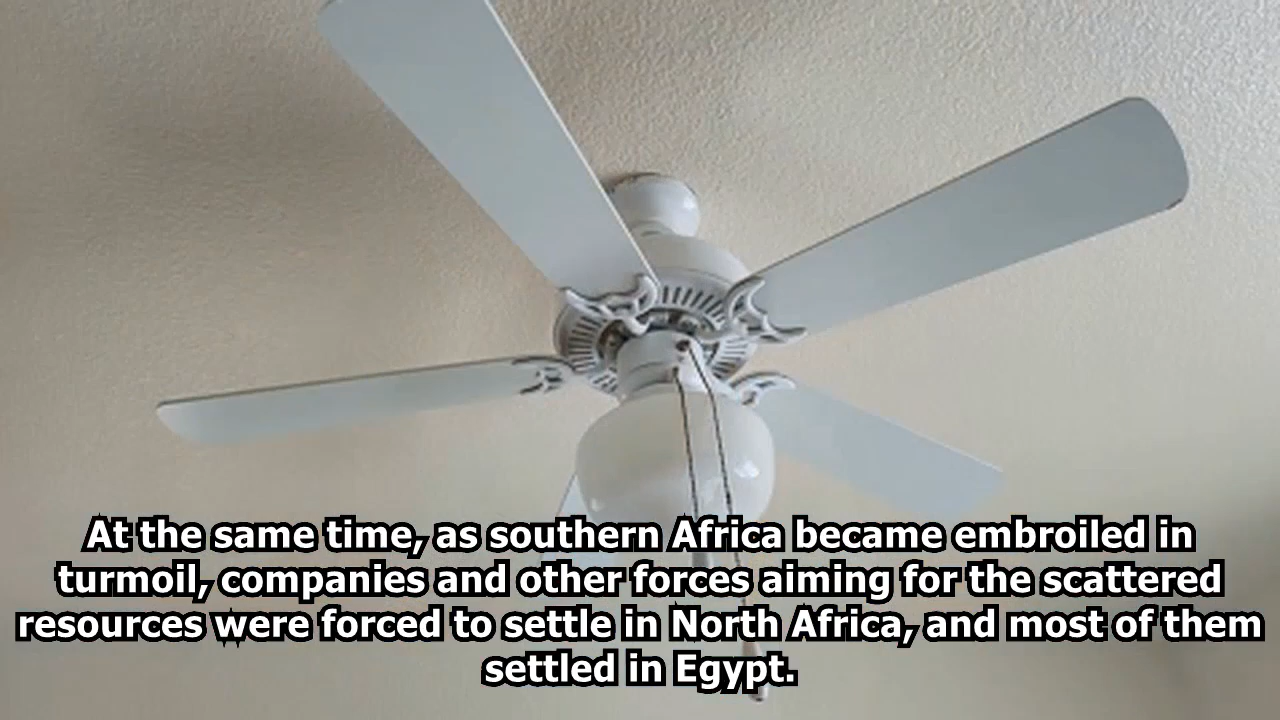 At the same time, as southern Africa became embroiled in
turmoil, companies and other forces aiming for the scattered
resources were forced to settle in North Africa, and most of them
settled in Egypt.